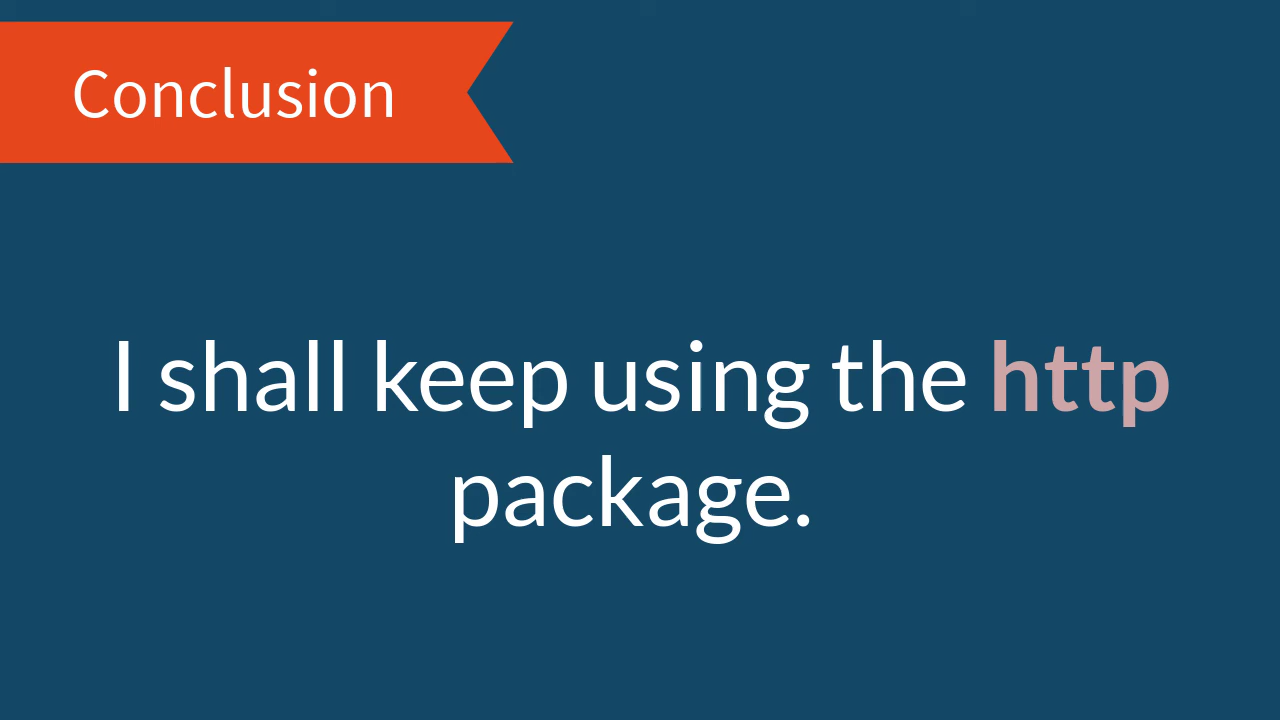 Conclusion
I shall keep using the http
package.